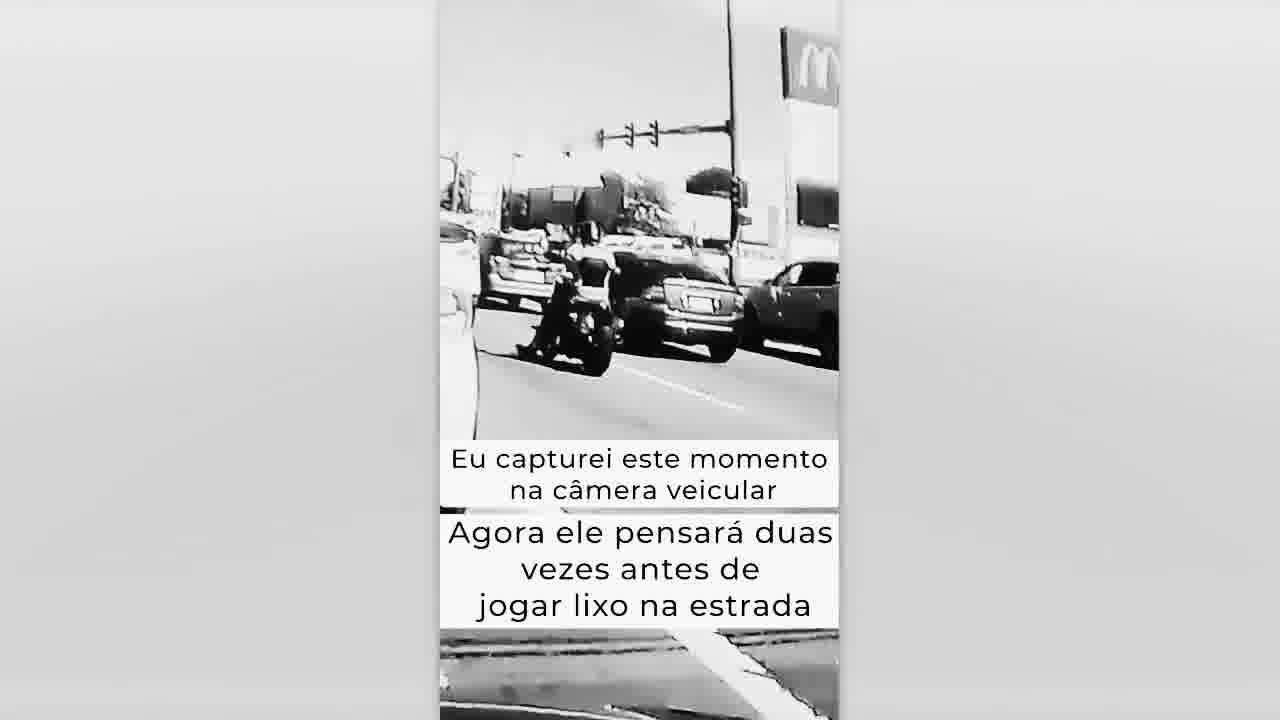 Eu capturei este momento
na câmera veicular
Agora ele pensará duas
vezes antes de
jogar lixo na estrada